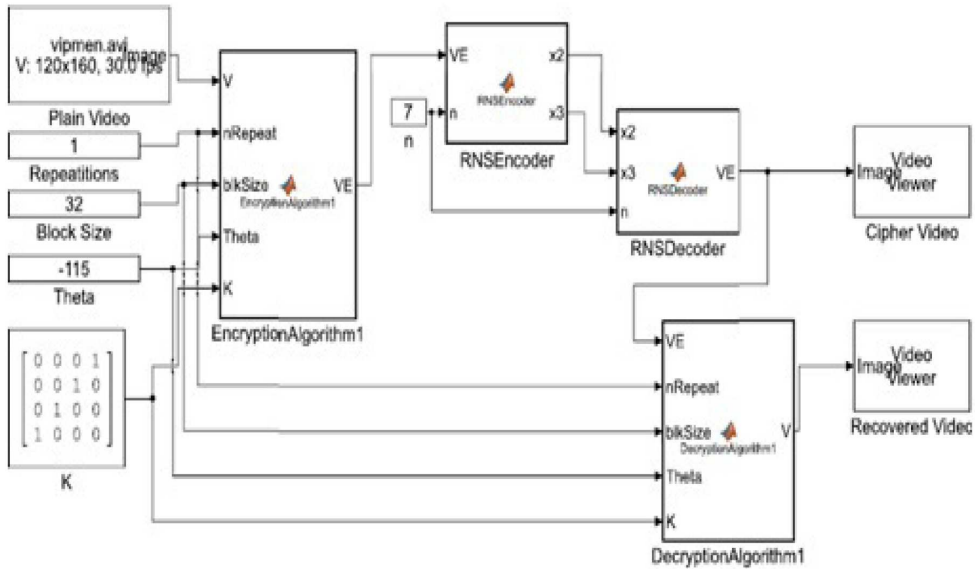 vipmen.avi
V: 120x160, 30.0 fps
Image
Plain Video
1
Repeatitions
32
Block Size
-115
Theta
0 0 0 1
0 0 1 0
0 1 0 0
1 0 0 0
K
V
nRepeat
blkSize
Theta
K
VE
EncryptionAlgorithm1
EncryptionAlgorithm1
7
n
VE
n
x2
x3
RNSEncoder
RNSEncoder
x2
x3
n
VE
RNSDecoder
RNSDecoder
Image
Video
Viewer
Cipher Video
VE
nRepeat
blkSize
Theta
K
V
DecryptionAlgorithm1
DecryptionAlgorithm1
Image
Video
Viewer
Recovered Video